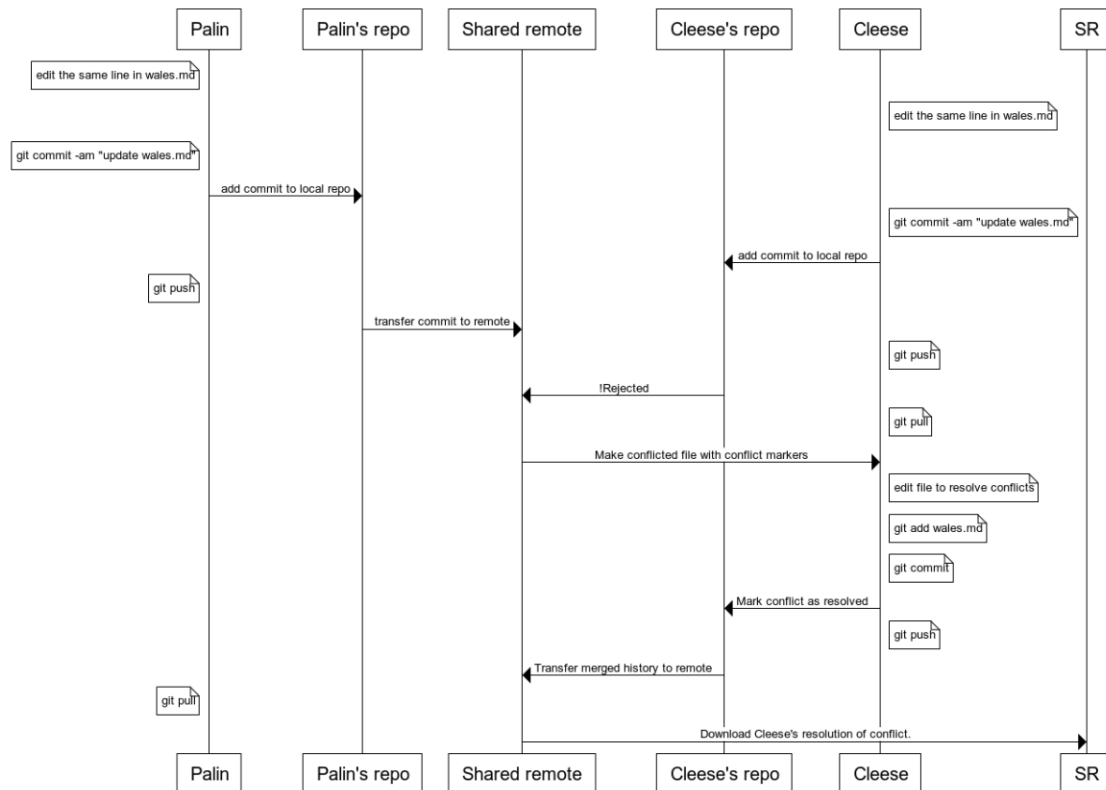 Palin
Palin's repo
Shared remote
Cleese's repo
Cleese
SR
edit the same line in wales.md
edit the same line in wales.md
git commit -am "update wales.md"
add commit to local repo
git commit -am "update wales.md"
add commit to local repo
git push
transfer commit to remote
git push
!Rejected
git pull
Make conflicted file with conflict markers
edit file to resolve conflicts
git add wales.md
git commit
Mark conflict as resolved
git push
Transfer merged history to remote
git pull
Download Cleese's resolution of conflict.
Palin
Palin's repo
Shared remote
Cleese's repo
Cleese
SR